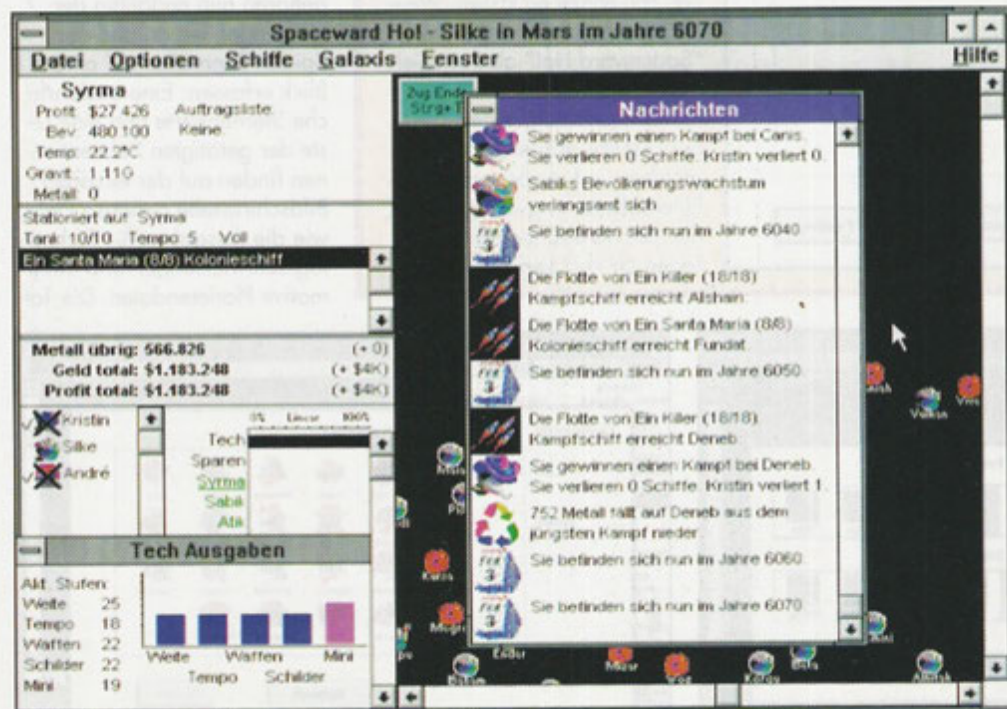 Spaceward Ho! - Silke in Mars im Jahre 6070
Datei Optionen Schiffe Galaxis Fenster Hilfe
Syrma
Profit: $27 426 Auftragsliste:
Bev: 480 100 Keine
Temp: 22.2°C
Gravit: 1,11G
Metall: 0
Stationiert auf: Syrma
Tank: 10/10 Tempo: 5 Voll
Ein Santa Maria (8/8) Kolonieschiff
Metall übrig: 566.826 (+ 0)
Geld total: $1.183.248 (+ $4K)
Profit total: $1.183.248 (+ $4K)
Kristin
Silke
André
0% Linear 100%
Tech
Sparen
Syrma
Sabik
Atik
Tech Ausgaben
Akt. Stufen:
Weite 25
Tempo 18
Waffen 22
Schilder 22
Mini 19
Weite Waffen Mini
Tempo Schilder
Zug Ende
Strg+
Nachrichten
Sie gewinnen einen Kampf bei Canis.
Sie verlieren 0 Schiffe. Kristin verliert 0.
Sabiks Bevölkerungswachstum
verlangsamt sich
Sie befinden sich nun im Jahre 6040.
Die Flotte von Ein Killer (18/18)
Kampfschiff erreicht Alshain.
Die Flotte von Ein Santa Maria (8/8)
Kolonieschiff erreicht Fundat.
Sie befinden sich nun im Jahre 6050.
Die Flotte von Ein Killer (18/18)
Kampfschiff erreicht Deneb.
Sie gewinnen einen Kampf bei Deneb.
Sie verlieren 0 Schiffe. Kristin verliert 1.
752 Metall fällt auf Deneb aus dem
jüngsten Kampf nieder
Sie befinden sich nun im Jahre 6060.
Sie befinden sich nun im Jahre 6070.